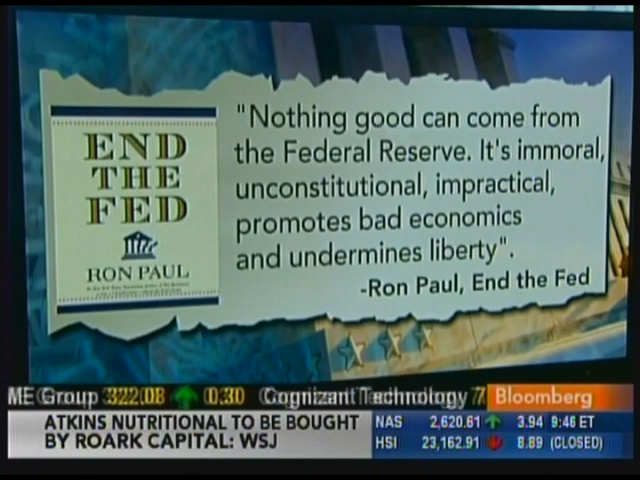 END
THE
FED
RON PAUL
"Nothing good can come from
the Federal Reserve. It's immoral,
unconstitutional, impractical,
promotes bad economics
and undermines liberty".
-Ron Paul, End the Fed
ME Group 322.08 0.30 Cognizant Technology 7
Bloomberg
ATKINS NUTRITIONAL TO BE BOUGHT
BY ROARK CAPITAL: WSJ
NAS 2,620.61 3.94 9:46 ET
HSI 23,162.91 8.89 (CLOSED)